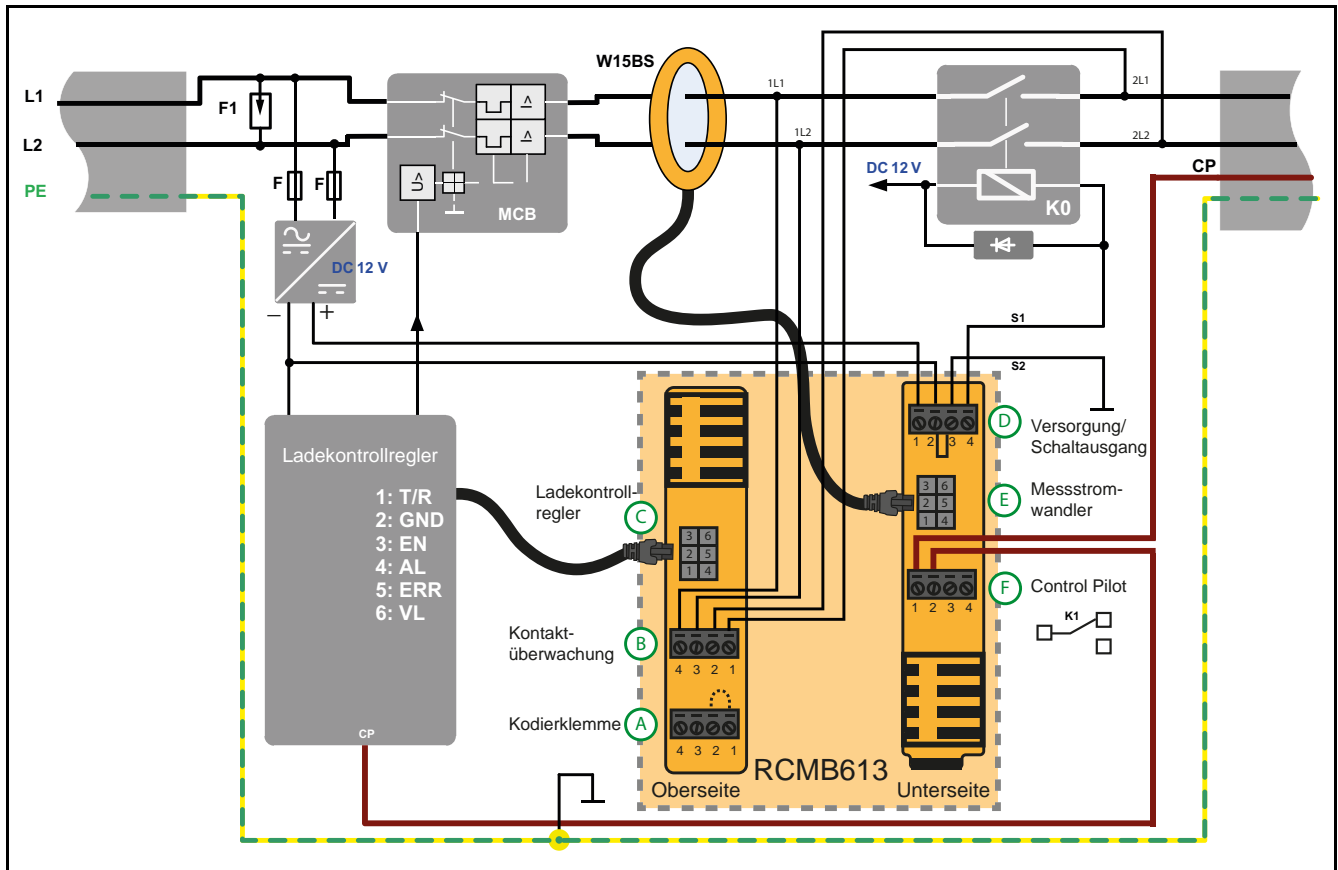 W15BS
L1
F1
1L1
2L1
L2
1L2
2L2
PE
F
F
U>
MCB
DC 12 V
CP
K0
DC 12 V
− +
S1
S2
Ladekontrollregler
1: T/R
2: GND
3: EN
4: AL
5: ERR
6: VL
CP
Ladekontroll-
regler
C
3 6
2 5
1 4
Kontakt-
überwachung
B
4 3 2 1
Kodierklemme
A
4 3 2 1
Oberseite
RCMB613
1 2 3 4
D
Versorgung/
Schaltausgang
3 6
2 5
1 4
E
Messstrom-
wandler
1 2 3 4
F
Control Pilot
K1
Unterseite